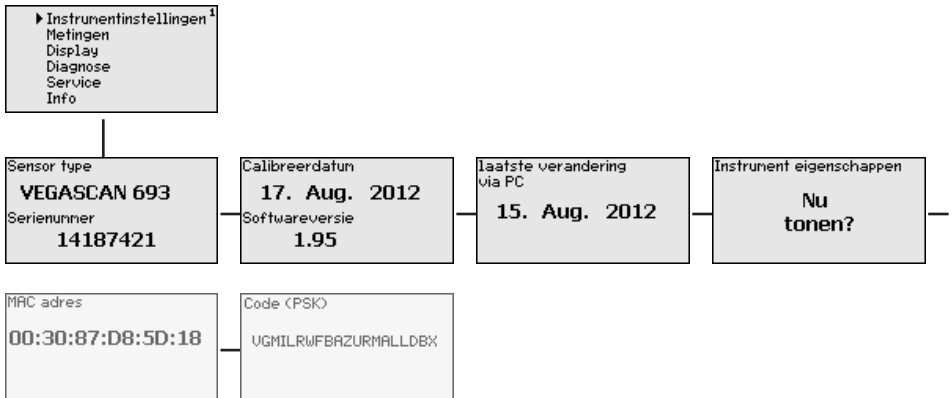 ▶Instrumentinstellingen 1
Metingen
Display
Diagnose
Service
Info
Sensor type
VEGASCAN 693
Serienummer
14187421
Calibreerdatum
17. Aug. 2012
Softwareversie
1.95
laatste verandering
via PC
15. Aug. 2012
Instrument eigenschappen
Nu
tonen?
MAC adres
00:30:87:D8:5D:18
Code (PSK)
VGMILRWFBAZURMALLDBX